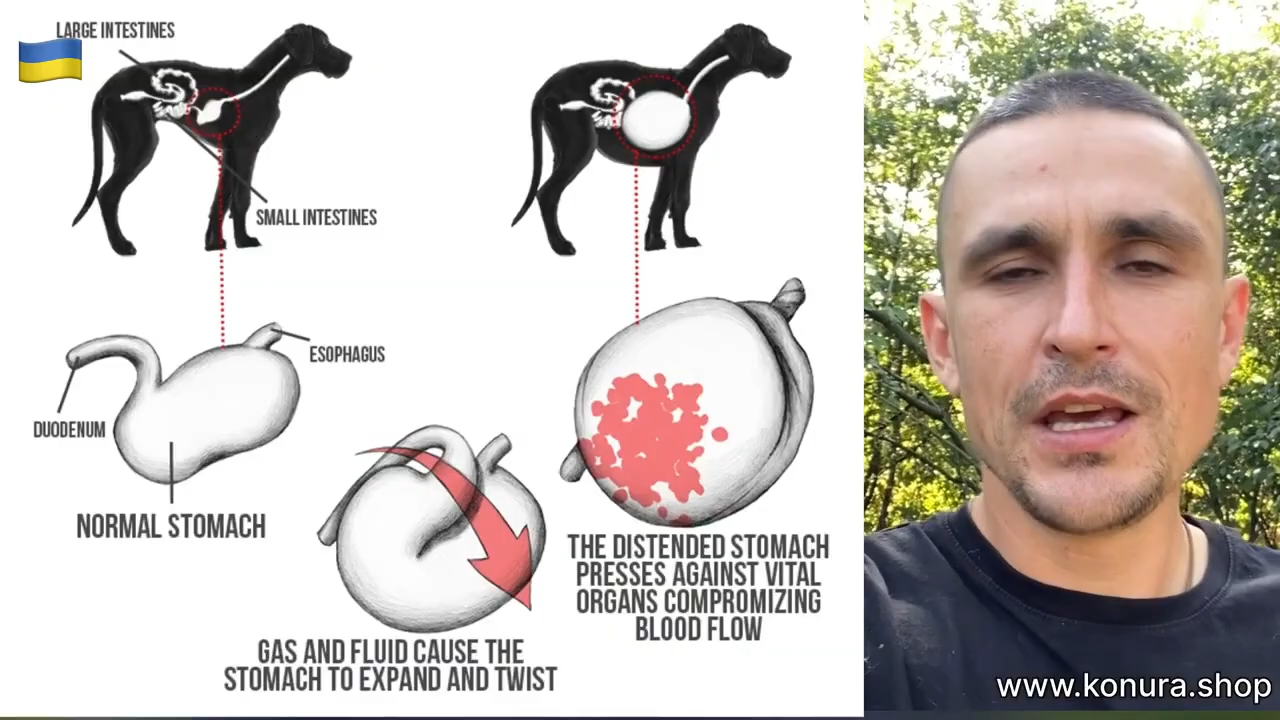 LARGE INTESTINES
SMALL INTESTINES
ESOPHAGUS
DUODENUM
NORMAL STOMACH
GAS AND FLUID CAUSE THE
STOMACH TO EXPAND AND TWIST
THE DISTENDED STOMACH
PRESSES AGAINST VITAL
ORGANS COMPROMIZING
BLOOD FLOW
www.konura.shop